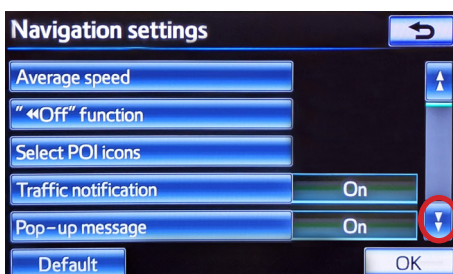 Navigation settings
Average speed
"⏪Off" function
Select POI icons
Traffic notification On
Pop-up message On
Default OK